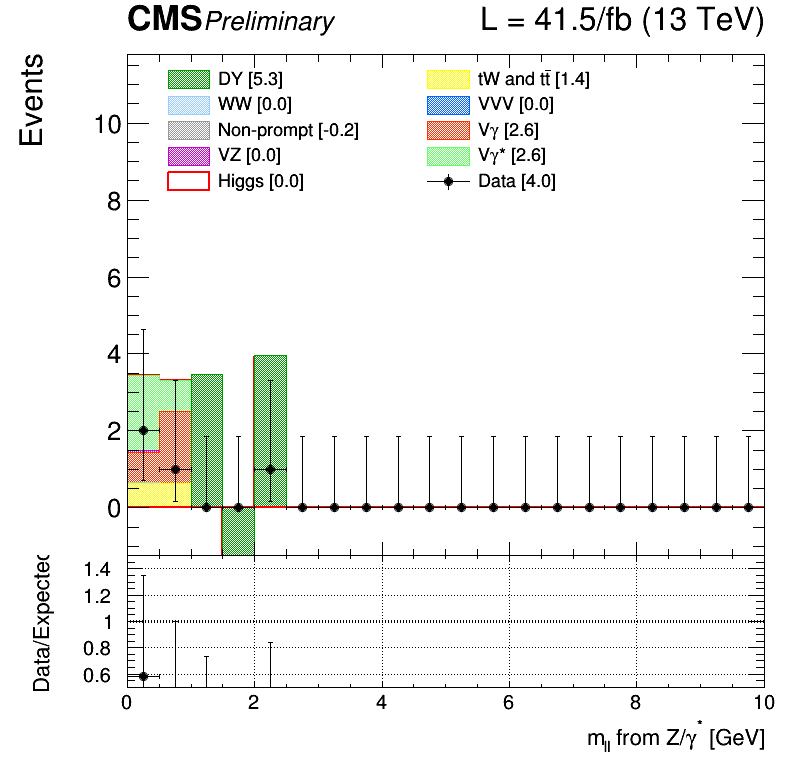 CMS Preliminary L = 41.5/fb (13 TeV)
Events
DY [5.3]
WW [0.0]
Non-prompt [-0.2]
VZ [0.0]
Higgs [0.0]
tW and tt̄ [1.4]
VVV [0.0]
Vγ [2.6]
Vγ* [2.6]
Data [4.0]
10
8
6
4
2
0
Data/Expected
1.4
1.2
1
0.8
0.6
0 2 4 6 8 10
m_ll from Z/γ* [GeV]